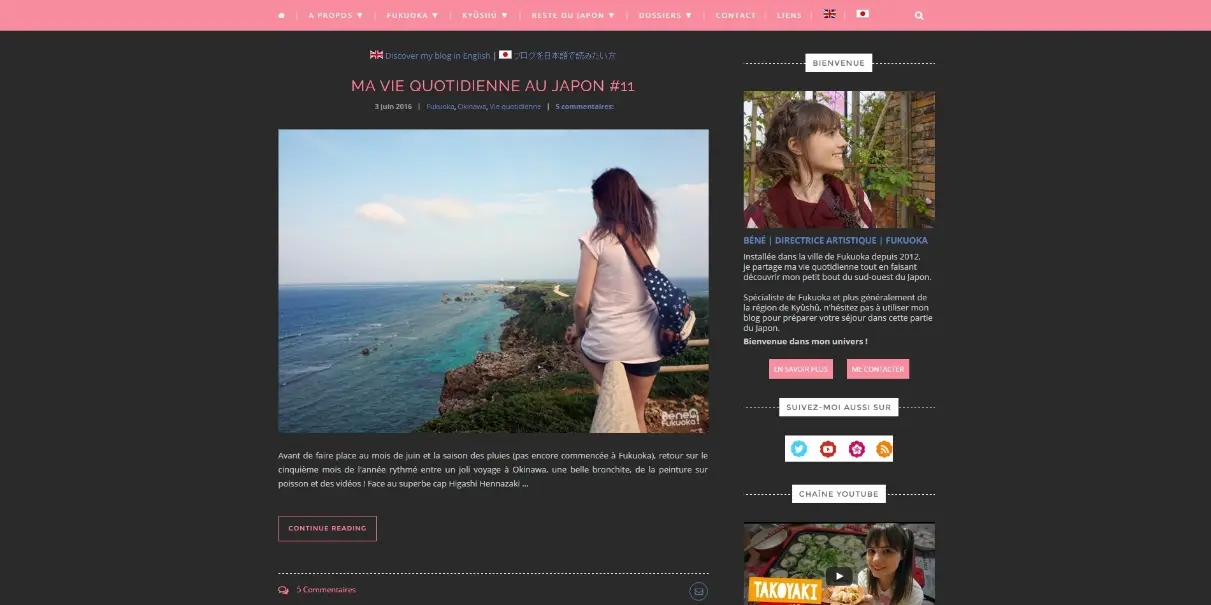 A PROPOS ▼ | FUKUOKA ▼ | KYÛSHÛ ▼ | RESTE DU JAPON ▼ | DOSSIERS ▼ | CONTACT | LIENS | |
Discover my blog in English | ブログを日本語で読みたい方
MA VIE QUOTIDIENNE AU JAPON #11
3 juin 2016 | Fukuoka, Okinawa, Vie quotidienne | 5 commentaires:
Béné
Fukuoka!
Avant de faire place au mois de juin et la saison des pluies (pas encore commencée à Fukuoka), retour sur le
cinquième mois de l'année rythmé entre un joli voyage à Okinawa, une belle bronchite, de la peinture sur
poisson et des vidéos ! Face au superbe cap Higashi Hennazaki ...
CONTINUE READING
5 Commentaires
BIENVENUE
BÉNÉ | DIRECTRICE ARTISTIQUE | FUKUOKA
Installée dans la ville de Fukuoka depuis 2012,
je partage ma vie quotidienne tout en faisant
découvrir mon petit bout du sud-ouest du Japon.
Spécialiste de Fukuoka et plus généralement de
la région de Kyûshû, n'hésitez pas à utiliser mon
blog pour préparer votre séjour dans cette partie
du Japon.
Bienvenue dans mon univers !
EN SAVOIR PLUS
ME CONTACTER
SUIVEZ-MOI AUSSI SUR
CHAÎNE YOUTUBE
TAKOYAKI